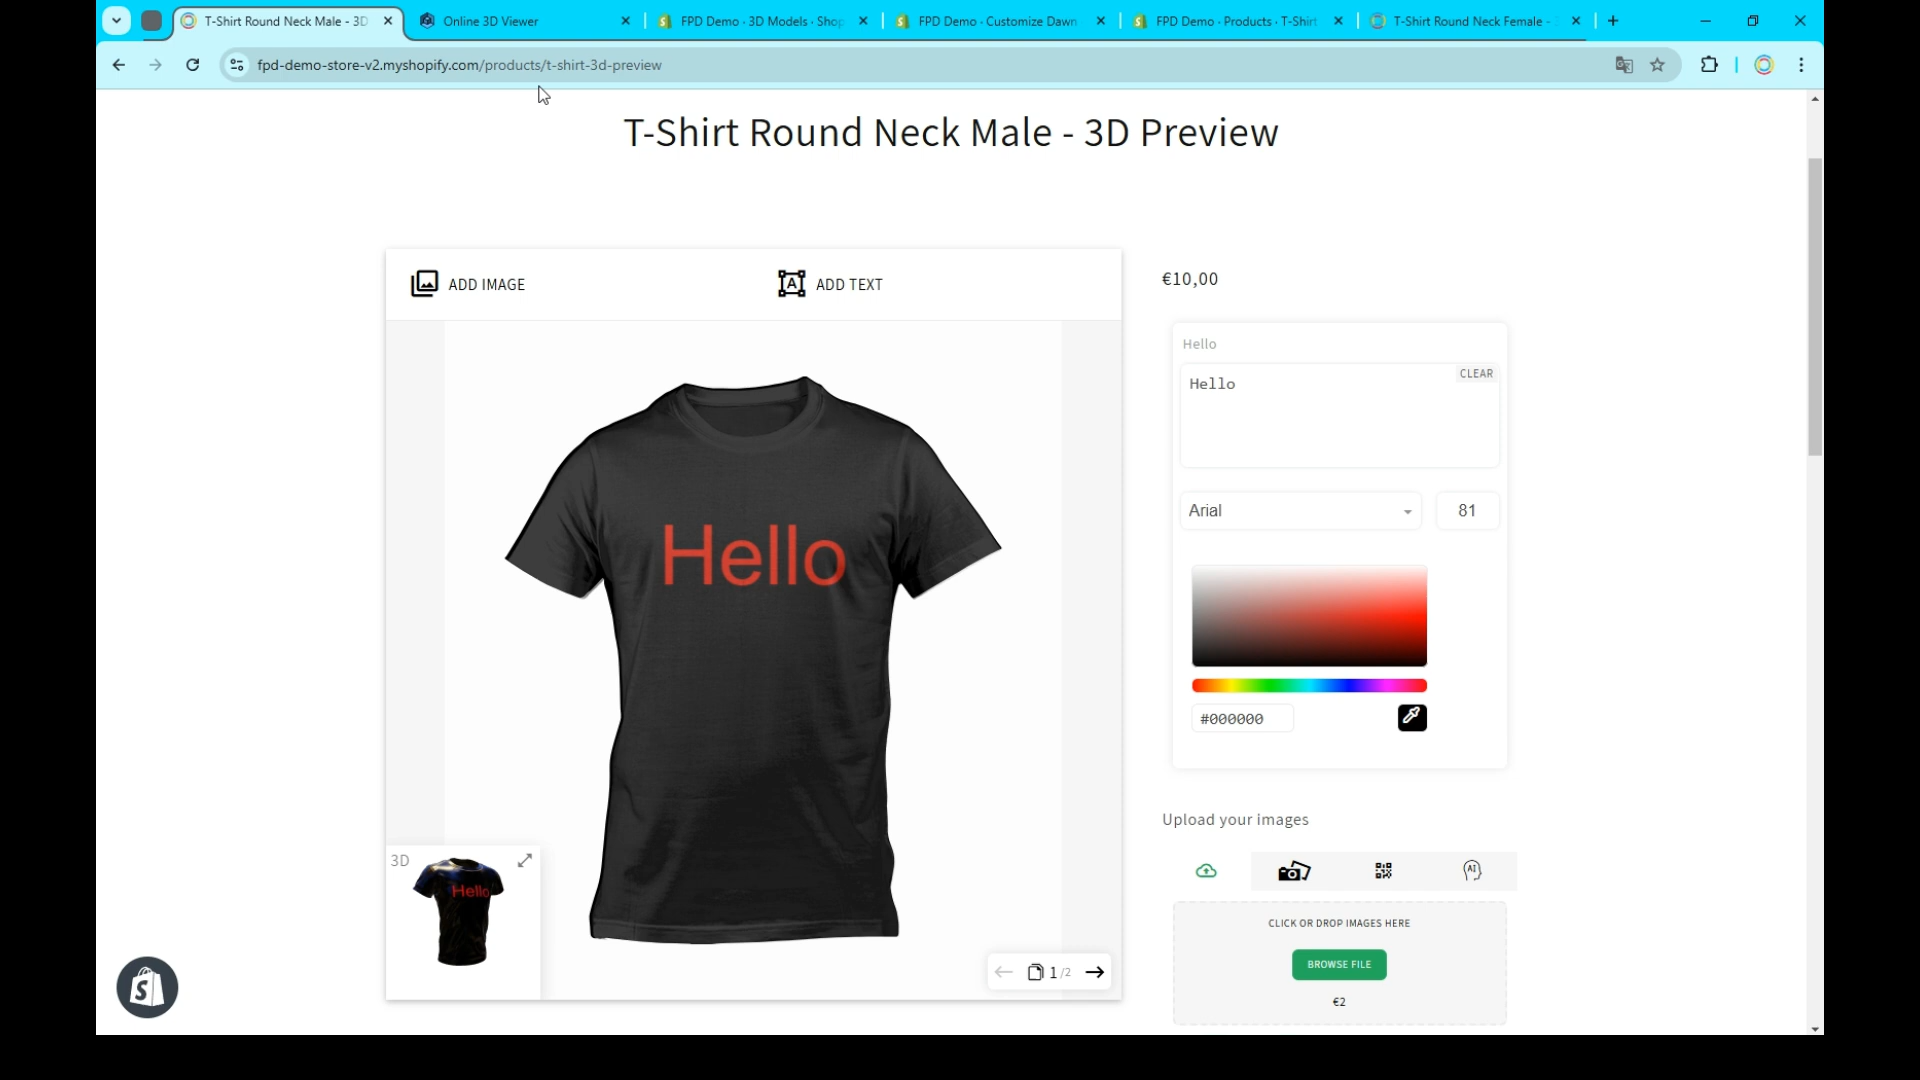 T-Shirt Round Neck Male - 3D
Online 3D Viewer
FPD Demo · 3D Models · Shop
FPD Demo · Customize Dawn
FPD Demo · Products · T-Shirt
T-Shirt Round Neck Female -
fpd-demo-store-v2.myshopify.com/products/t-shirt-3d-preview
T-Shirt Round Neck Male - 3D Preview
ADD IMAGE
ADD TEXT
€10,00
Hello
Hello
CLEAR
Arial
81
Hello
#000000
Upload your images
3D
Hello
AI
CLICK OR DROP IMAGES HERE
BROWSE FILE
1 /2
€2